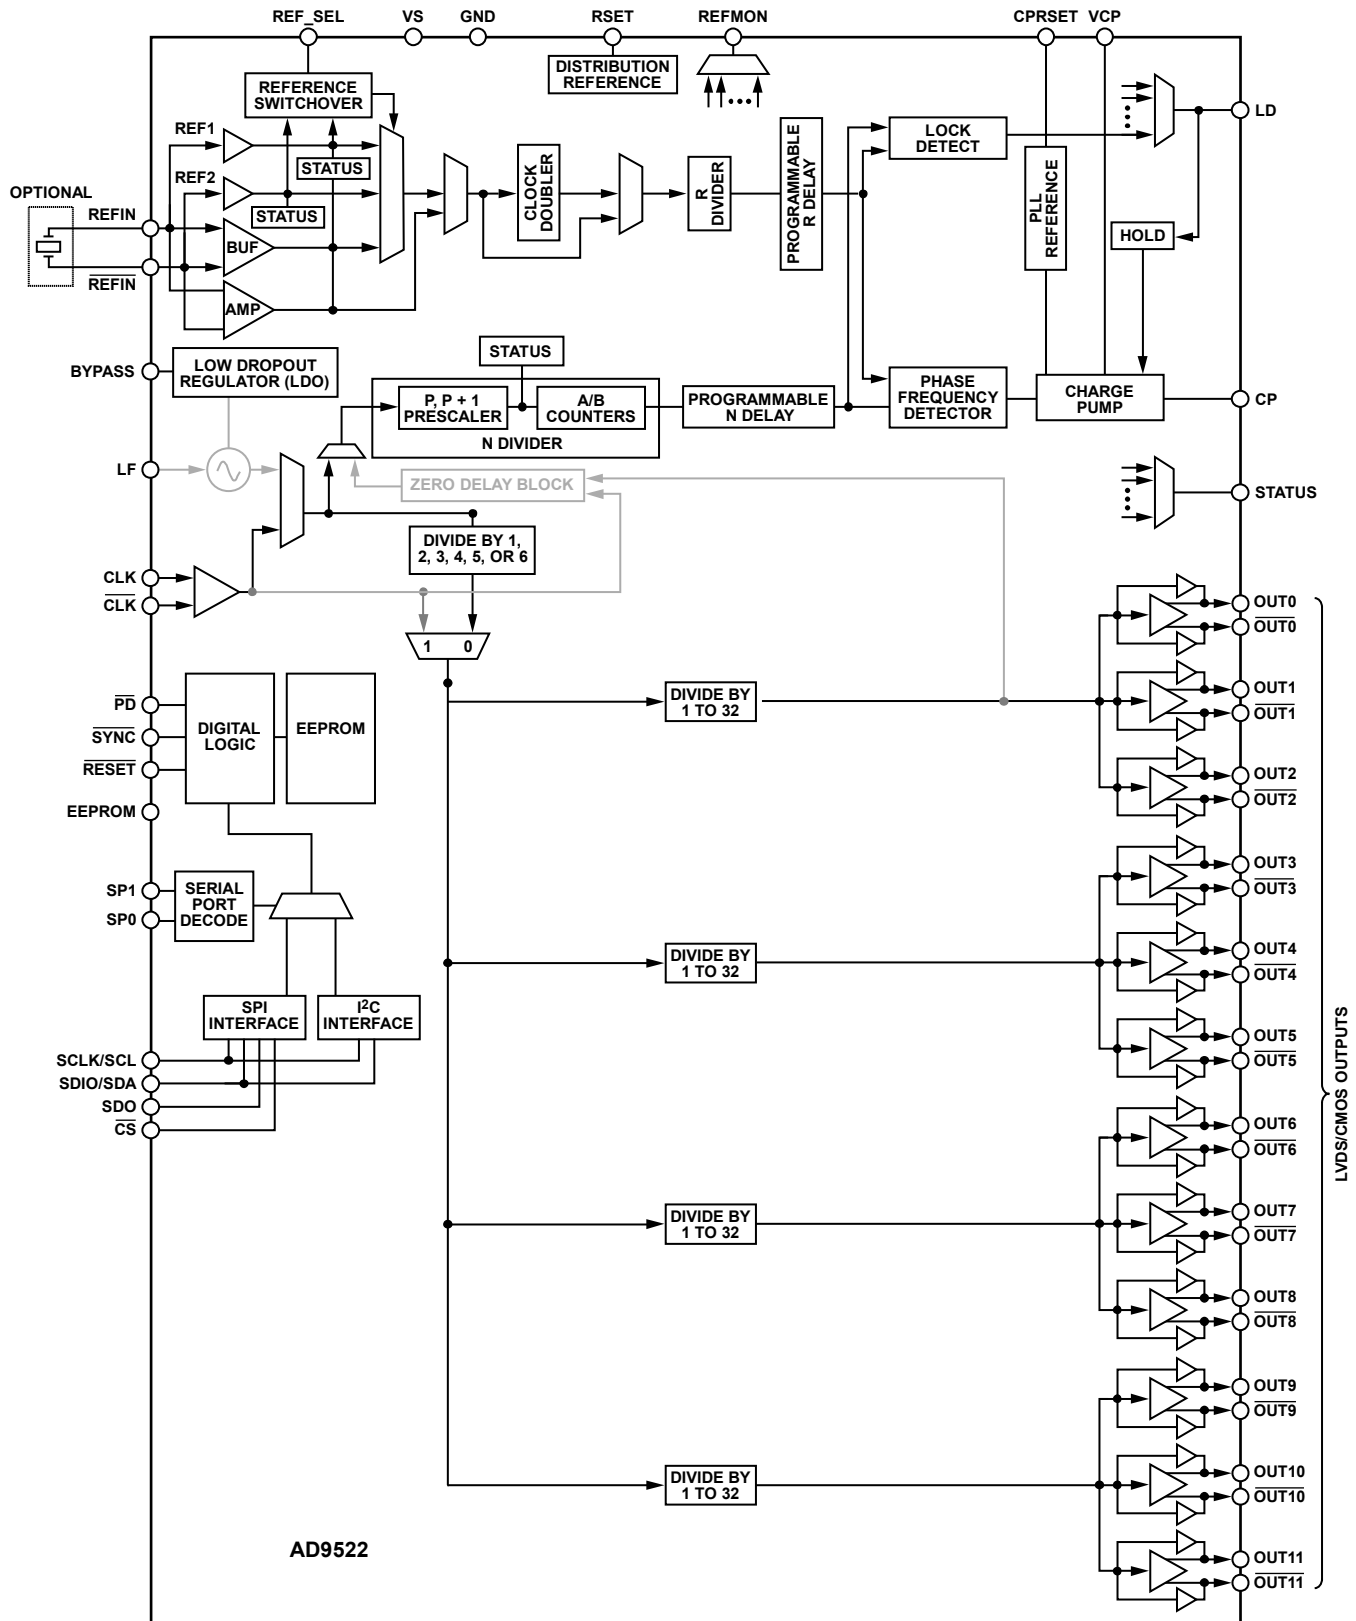 REF_SEL VS GND RSET REFMON CPRSET VCP
REFERENCE
SWITCHOVER
DISTRIBUTION
REFERENCE
LD
REF1
STATUS
REF2
STATUS
OPTIONAL
REFIN
REFIN
BUF
AMP
CLOCK
DOUBLER
R
DIVIDER
PROGRAMMABLE
R DELAY
LOCK
DETECT
PLL
REFERENCE
HOLD
BYPASS
LOW DROPOUT
REGULATOR (LDO)
STATUS
P, P + 1
PRESCALER
A/B
COUNTERS
N DIVIDER
PROGRAMMABLE
N DELAY
PHASE
FREQUENCY
DETECTOR
CHARGE
PUMP
CP
LF
ZERO DELAY BLOCK
STATUS
DIVIDE BY 1,
2, 3, 4, 5, OR 6
CLK
CLK
1 0
PD
SYNC
RESET
EEPROM
DIGITAL
LOGIC
EEPROM
SP1
SP0
SERIAL
PORT
DECODE
SPI
INTERFACE
I²C
INTERFACE
SCLK/SCL
SDIO/SDA
SDO
CS
DIVIDE BY
1 TO 32
DIVIDE BY
1 TO 32
DIVIDE BY
1 TO 32
DIVIDE BY
1 TO 32
OUT0
OUT0
OUT1
OUT1
OUT2
OUT2
OUT3
OUT3
OUT4
OUT4
OUT5
OUT5
OUT6
OUT6
OUT7
OUT7
OUT8
OUT8
OUT9
OUT9
OUT10
OUT10
OUT11
OUT11
LVDS/CMOS OUTPUTS
AD9522